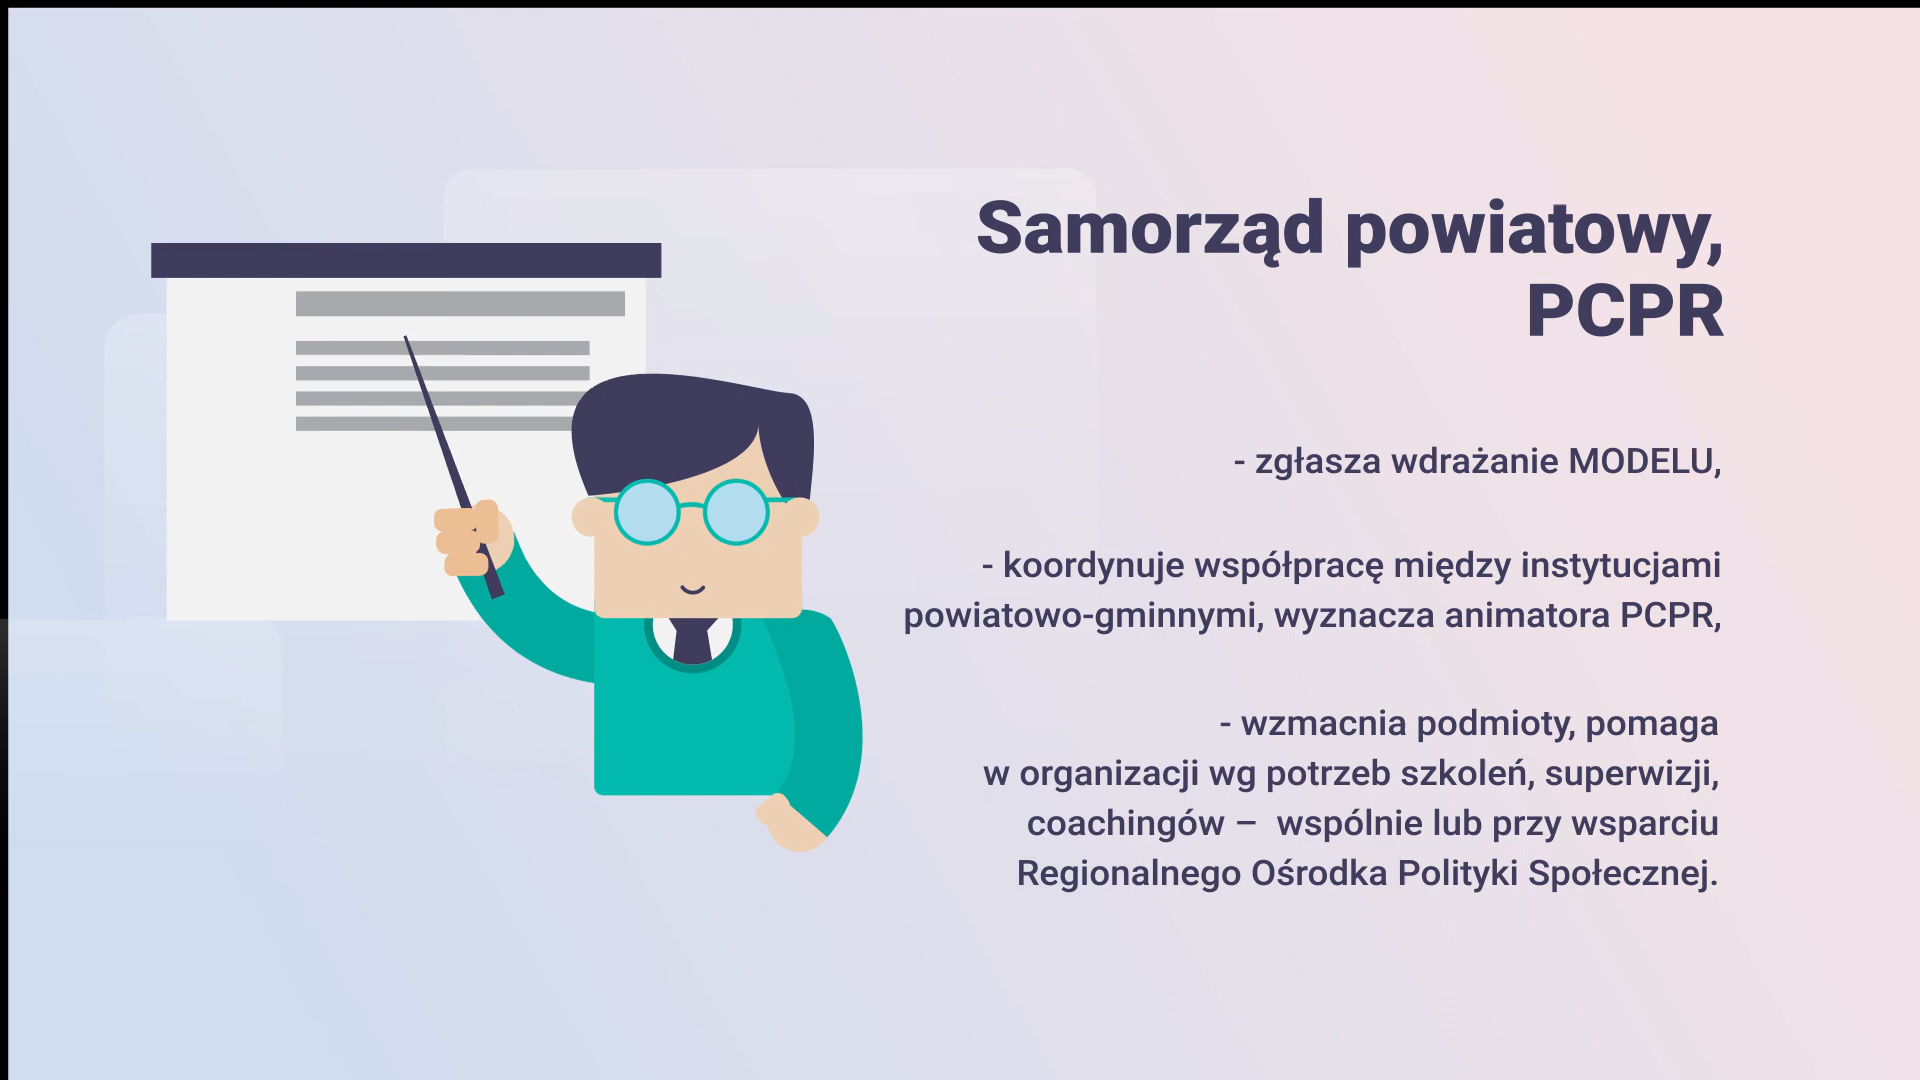 Samorząd powiatowy,
PCPR
- zgłasza wdrażanie MODELU,
- koordynuje współpracę między instytucjami
powiatowo-gminnymi, wyznacza animatora PCPR,
- wzmacnia podmioty, pomaga
w organizacji wg potrzeb szkoleń, superwizji,
coachingów –  wspólnie lub przy wsparciu
Regionalnego Ośrodka Polityki Społecznej.